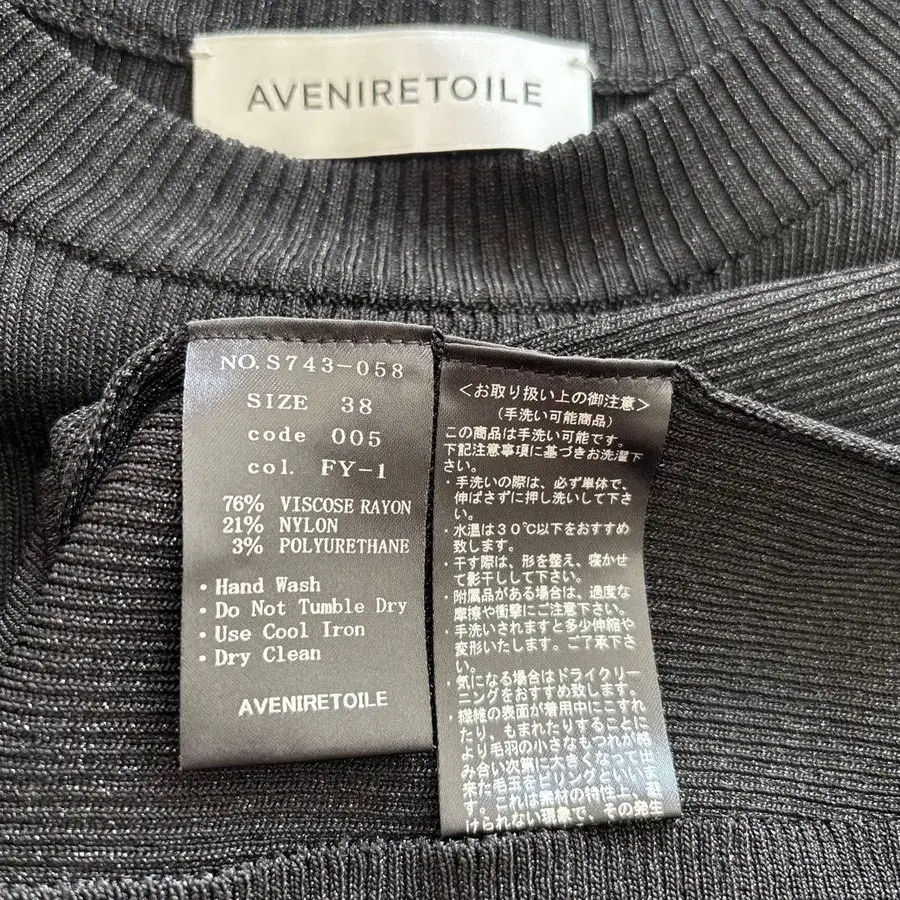 AVENIRETOILE
NO. S743-058
SIZE 38
code 005
col. FY-1
76% VISCOSE RAYON
21% NYLON
3% POLYURETHANE
・Hand Wash
・Do Not Tumble Dry
・Use Cool Iron
・Dry Clean
AVENIRETOILE
＜お取り扱い上の御注意＞
(手洗い可能商品)
この商品は手洗い可能です。
下記注意事項に基づきお洗濯下
さい。
・手洗いの際は、必ず単体で、
伸ばさずに押し洗いして下さ
い。
・水温は30℃以下をおすすめ
致します。
・干す際は、形を整え、寝かせ
て影干しして下さい。
・附属品がある場合は、過度な
摩擦や衝撃にご注意下さい。
・手洗いされますと多少伸縮や
変形いたします。ご了承下さ
い。
・気になる場合はドライクリー
ニングをおすすめ致します。
・繊維の表面が着用中にこすれ
たり、もまれたりすることに
より毛羽の小さなもつれが絡
み合い次第に大きくなって出
来た毛玉をピリングといいま
す。これは素材の特性上、避
けられない現象で、その発生